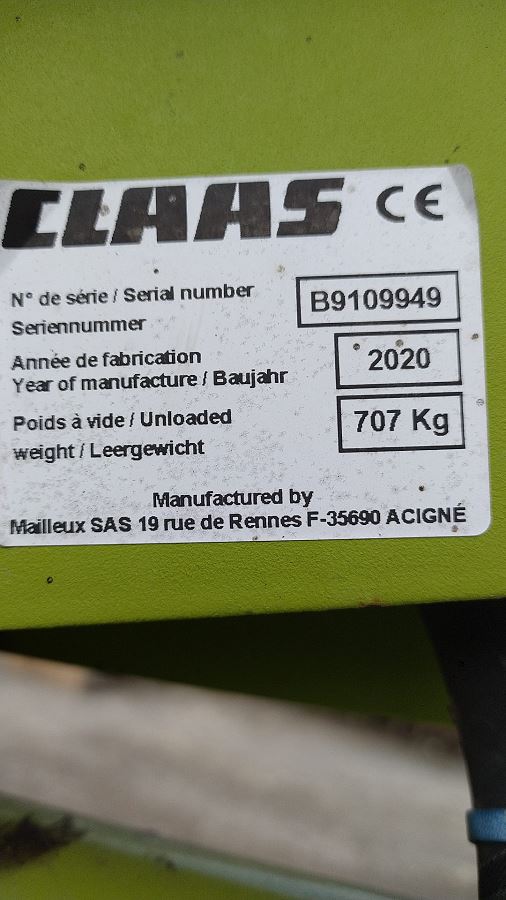 CLAAS CE
N° de série / Serial number B9109949
Seriennummer
Année de fabrication 2020
Year of manufacture / Baujahr
Poids à vide / Unloaded 707 Kg
weight / Leergewicht
Manufactured by
Mailleux SAS 19 rue de Rennes F-35690 ACIGNÉ